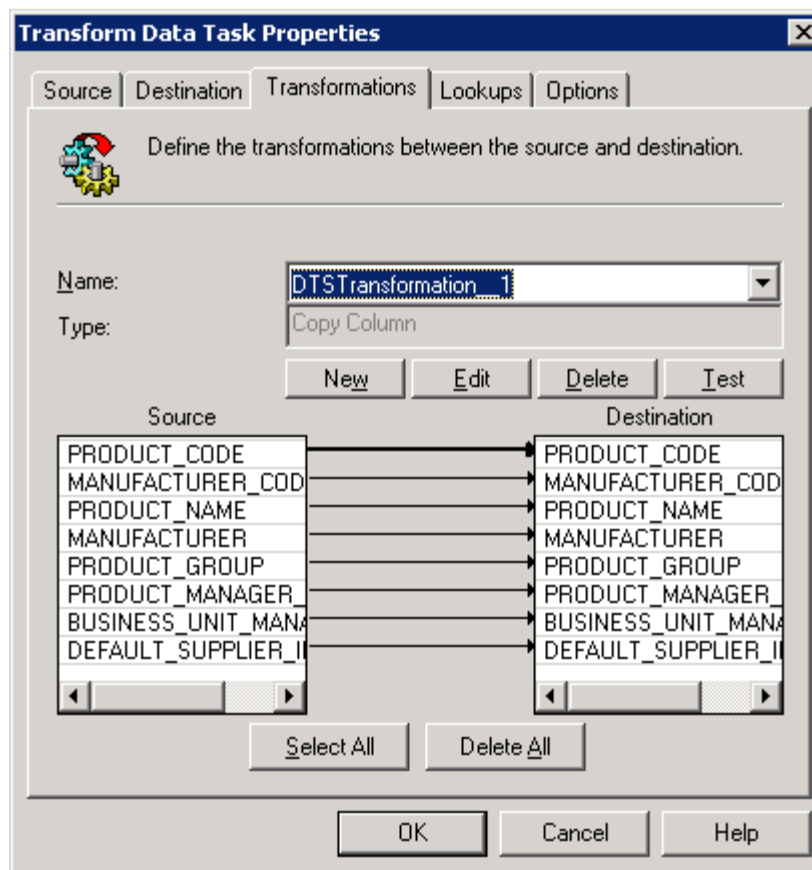 Transform Data Task Properties
Source Destination Transformations Lookups Options
Define the transformations between the source and destination.
Name: DTSTransformation__1
Type: Copy Column
New Edit Delete Test
Source Destination
PRODUCT_CODE PRODUCT_CODE
MANUFACTURER_COD MANUFACTURER_COD
PRODUCT_NAME PRODUCT_NAME
MANUFACTURER MANUFACTURER
PRODUCT_GROUP PRODUCT_GROUP
PRODUCT_MANAGER_ PRODUCT_MANAGER_
BUSINESS_UNIT_MANA BUSINESS_UNIT_MANA
DEFAULT_SUPPLIER_II DEFAULT_SUPPLIER_II
Select All Delete All
OK Cancel Help